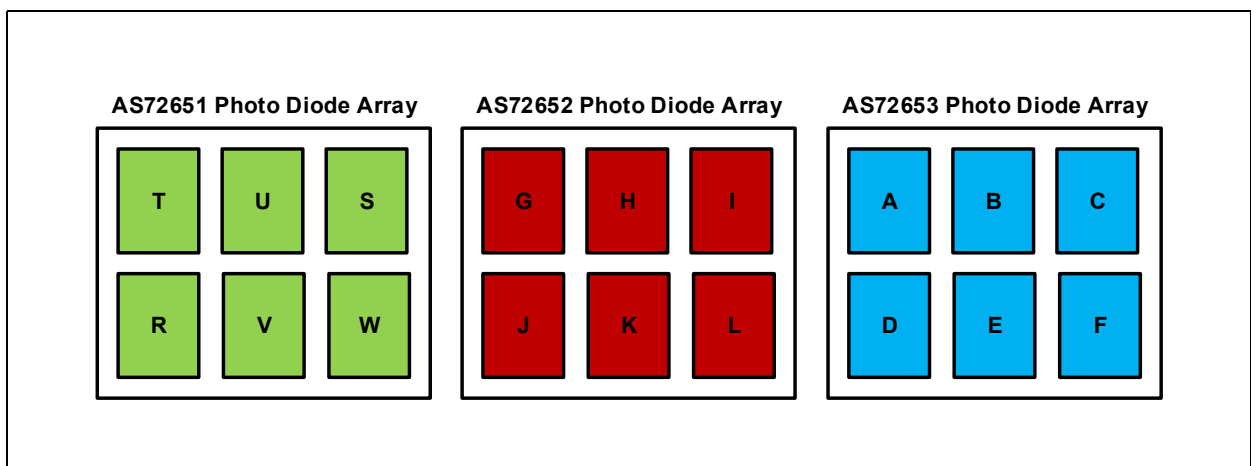 AS72651 Photo Diode Array
T U S
R V W
AS72652 Photo Diode Array
G H I
J K L
AS72653 Photo Diode Array
A B C
D E F